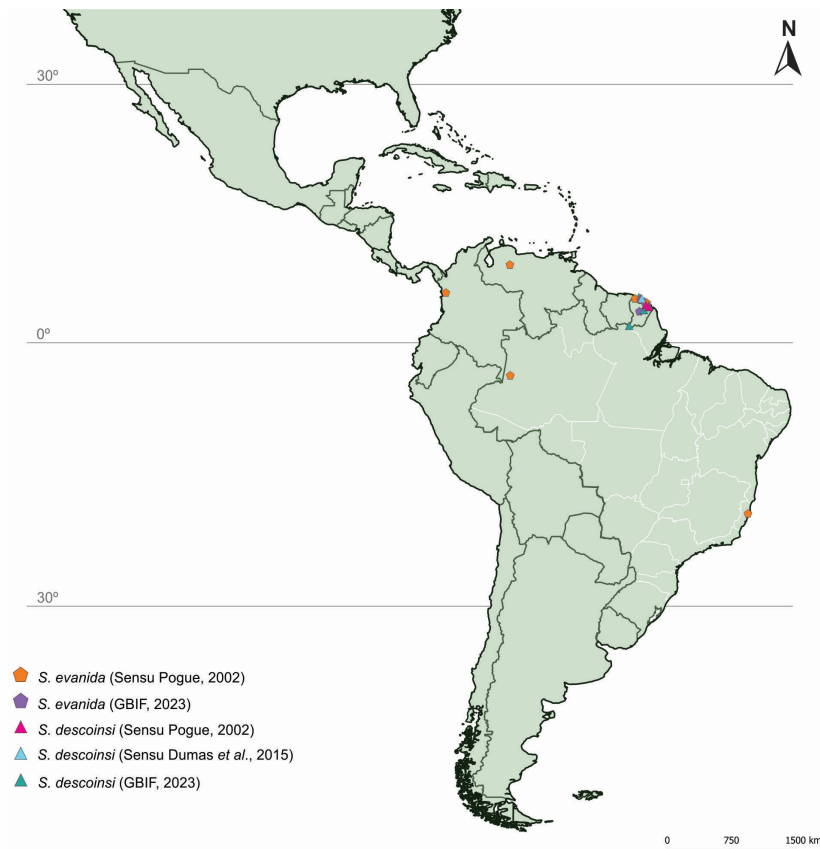 N
30º
0º
30º
S. evanida (Sensu Pogue, 2002)
S. evanida (GBIF, 2023)
S. descoinsi (Sensu Pogue, 2002)
S. descoinsi (Sensu Dumas et al., 2015)
S. descoinsi (GBIF, 2023)
0 750 1500 km